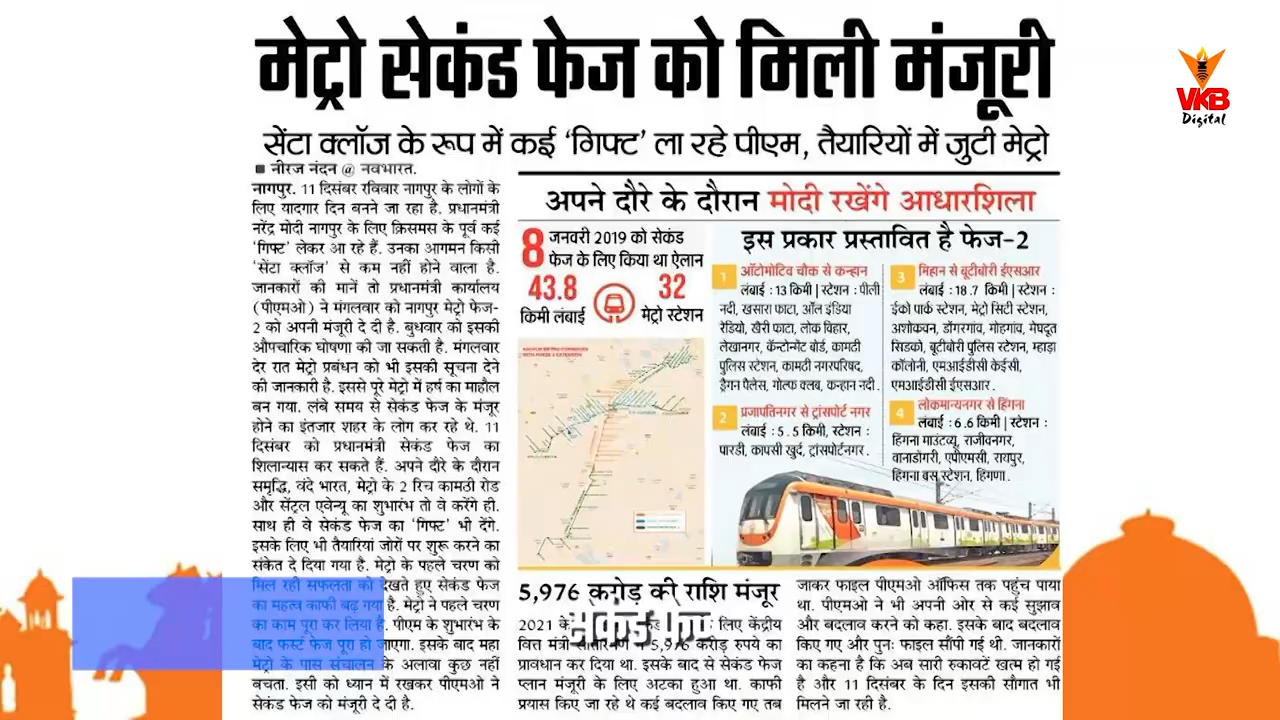 मेट्रो सेकंड फेज को मिली मंजूरी
VKB
Digital
सेंटा क्लॉज के रूप में कई 'गिफ्ट' ला रहे पीएम, तैयारियों में जुटी मेट्रो
■ नीरज नंदन @ नवभारत.
नागपुर. 11 दिसंबर रविवार नागपुर के लोगों के
लिए यादगार दिन बनने जा रहा है. प्रधानमंत्री
नरेंद्र मोदी नागपुर के लिए क्रिसमस के पूर्व कई
'गिफ्ट' लेकर आ रहे हैं. उनका आगमन किसी
'सेंटा क्लॉज' से कम नहीं होने वाला है.
जानकारों की मानें तो प्रधानमंत्री कार्यालय
(पीएमओ) ने मंगलवार को नागपुर मेट्रो फेज-
2 को अपनी मंजूरी दे दी है. बुधवार को इसकी
औपचारिक घोषणा की जा सकती है. मंगलवार
देर रात मेट्रो प्रबंधन को भी इसकी सूचना देने
की जानकारी है. इससे पूरे मेट्रो में हर्ष का माहौल
बन गया. लंबे समय से सेकंड फेज के मंजूर
होने का इंतजार शहर के लोग कर रहे थे. 11
दिसंबर को प्रधानमंत्री सेकंड फेज का
शिलान्यास कर सकते हैं. अपने दौरे के दौरान
समृद्धि, वंदे भारत, मेट्रो के 2 रिच कामठी रोड
और सेंट्रल एवेन्यू का शुभारंभ तो वे करेंगे ही.
साथ ही वे सेकंड फेज का 'गिफ्ट' भी देंगे.
इसके लिए भी तैयारियां जोरों पर शुरू करने का
संकेत दे दिया गया है. मेट्रो के पहले चरण को
मिल रही सफलता को देखते हुए सेकंड फेज
का महत्व काफी बढ़ गया है. मेट्रो ने पहले चरण
का काम पूरा कर लिया है. पीएम के शुभारंभ के
बाद फर्स्ट फेज पूरा हो जाएगा. इसके बाद महा
मेट्रो के पास संचालन के अलावा कुछ नहीं
बचता. इसी को ध्यान में रखकर पीएमओ ने
सेकंड फेज को मंजूरी दे दी है.
अपने दौरे के दौरान मोदी रखेंगे आधारशिला
8 जनवरी 2019 को सेकंड
फेज के लिए किया था ऐलान
43.8
किमी लंबाई
32
मेट्रो स्टेशन
इस प्रकार प्रस्तावित है फेज-2
1 ऑटोमोटिव चौक से कन्हान
लंबाई : 13 किमी | स्टेशन : पीली
नदी, खसारा फाटा, ऑल इंडिया
रेडियो, खैरी फाटा, लोक विहार,
लेखानगर, कॅन्टोन्मेंट बोर्ड, कामठी
पुलिस स्टेशन, कामठी नगरपरिषद,
ड्रैगन पैलेस, गोल्फ क्लब, कन्हान नदी.
2 प्रजापतिनगर से ट्रांसपोर्ट नगर
लंबाई : 5.5 किमी, स्टेशन :
पारडी, कापसी खुर्द, ट्रांसपोर्टनगर.
3 मिहान से बूटीबोरी ईएसआर
लंबाई : 18.7 किमी | स्टेशन :
ईको पार्क स्टेशन, मेट्रो सिटी स्टेशन,
अशोकवन, डोंगरगांव, मोहगांव, मेघदूत
सिडको, बूटीबोरी पुलिस स्टेशन, म्हाड़ा
कॉलोनी, एमआईडीसी केईसी,
एमआईडीसी ईएसआर.
4 लोकमान्यनगर से हिंगना
लंबाई : 6.6 किमी | स्टेशन :
हिंगना माउंटव्यू, राजीवनगर,
वानाडोंगरी, एपीएमसी, रायपुर,
हिंगना बस स्टेशन, हिंगणा.
5,976 करोड़ की राशि मंजूर
2021 के लिए केंद्रीय
वित्त मंत्री 5,976 करोड़ रुपये का
प्रावधान कर दिया था. इसके बाद से सेकंड फेज
प्लान मंजूरी के लिए अटका हुआ था. काफी
प्रयास किए जा रहे थे कई बदलाव किए गए तब
सेकंड फेज
जाकर फाइल पीएमओ ऑफिस तक पहुंच पाया
था. पीएमओ ने भी अपनी ओर से कई सुझाव
और बदलाव करने को कहा. इसके बाद बदलाव
किए गए और पुनः फाइल सौंपी गई थी. जानकारों
का कहना है कि अब सारी रुकावटें खत्म हो गई
है और 11 दिसंबर के दिन इसकी सौगात भी
मिलने जा रही है.